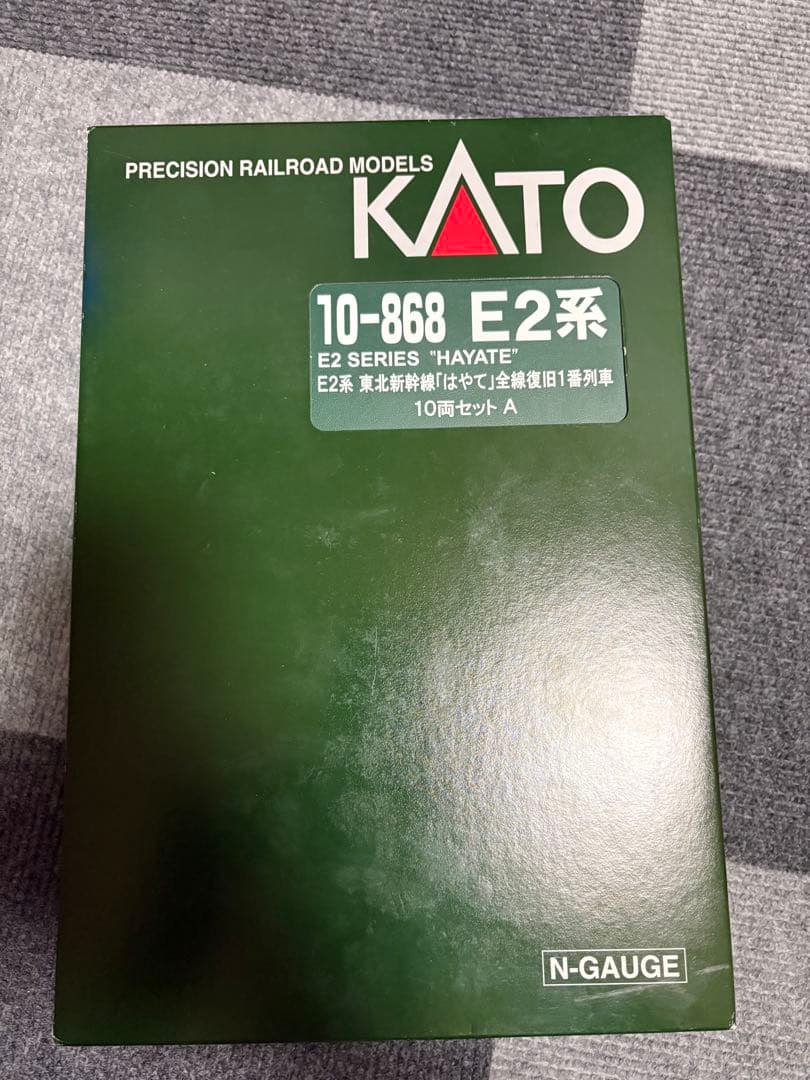 PRECISION RAILROAD MODELS
KATO
10-868 E2系
E2 SERIES "HAYATE"
E2系 東北新幹線「はやて」全線復旧1番列車
10両セット A
N-GAUGE